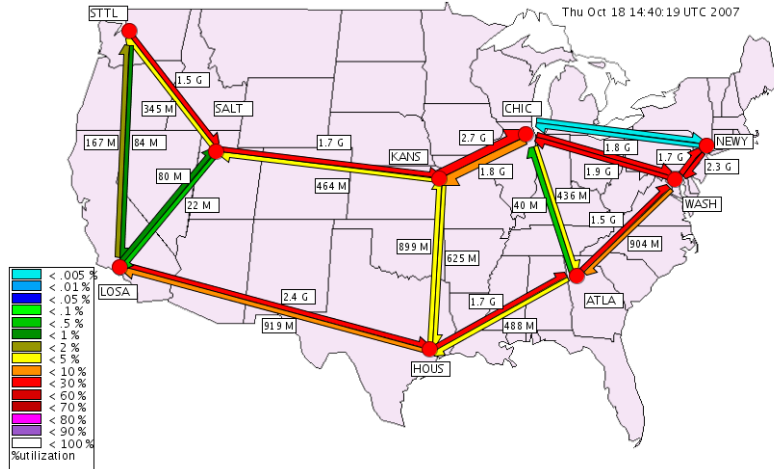 Thu Oct 18 14:40:19 UTC 2007
STTL
1.5 G
345 M
SALT
CHIC
167 M
84 M
1.7 G
KANS
2.7 G
1.8 G
NEWY
1.7 G
2.3 G
80 M
464 M
1.8 G
1.9 G
22 M
40 M
436 M
WASH
1.5 G
899 M
625 M
904 M
LOSA
2.4 G
919 M
1.7 G
488 M
ATLA
HOUS
< .005 %
< .01 %
< .05 %
< .1 %
< .5 %
< 1 %
< 2 %
< 5 %
< 10 %
< 30 %
< 60 %
< 70 %
< 80 %
< 90 %
< 100 %
%utilization